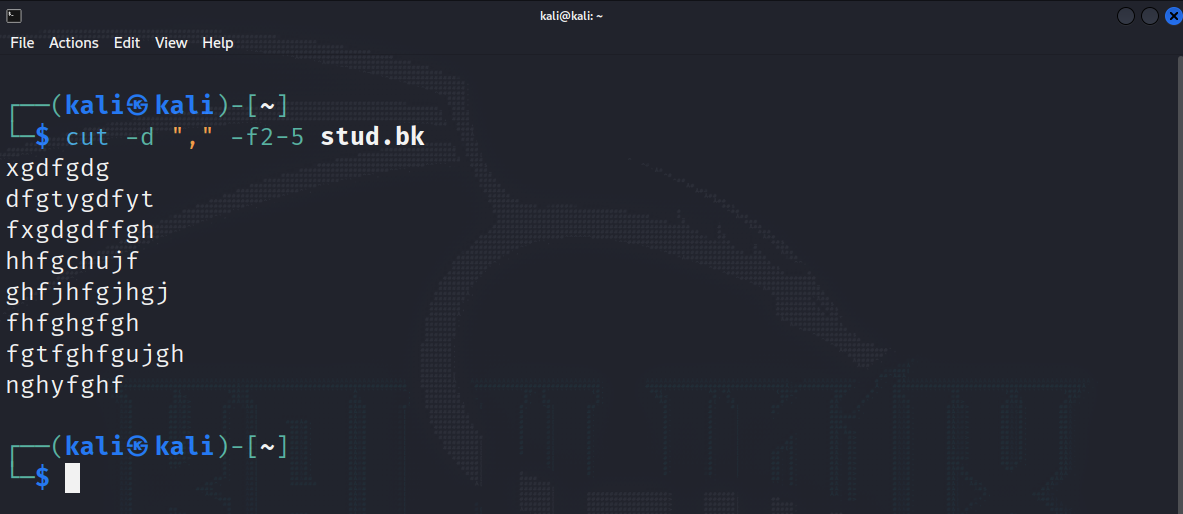 kali@kali: ~
File Actions Edit View Help
┌──(kali㉿kali)-[~]
└─$ cut -d "," -f2-5 stud.bk
xgdfgdg
dfgtygdfyt
fxgdgdffgh
hhfgchujf
ghfjhfgjhgj
fhfghgfgh
fgtfghfgujgh
nghyfghf
┌──(kali㉿kali)-[~]
└─$